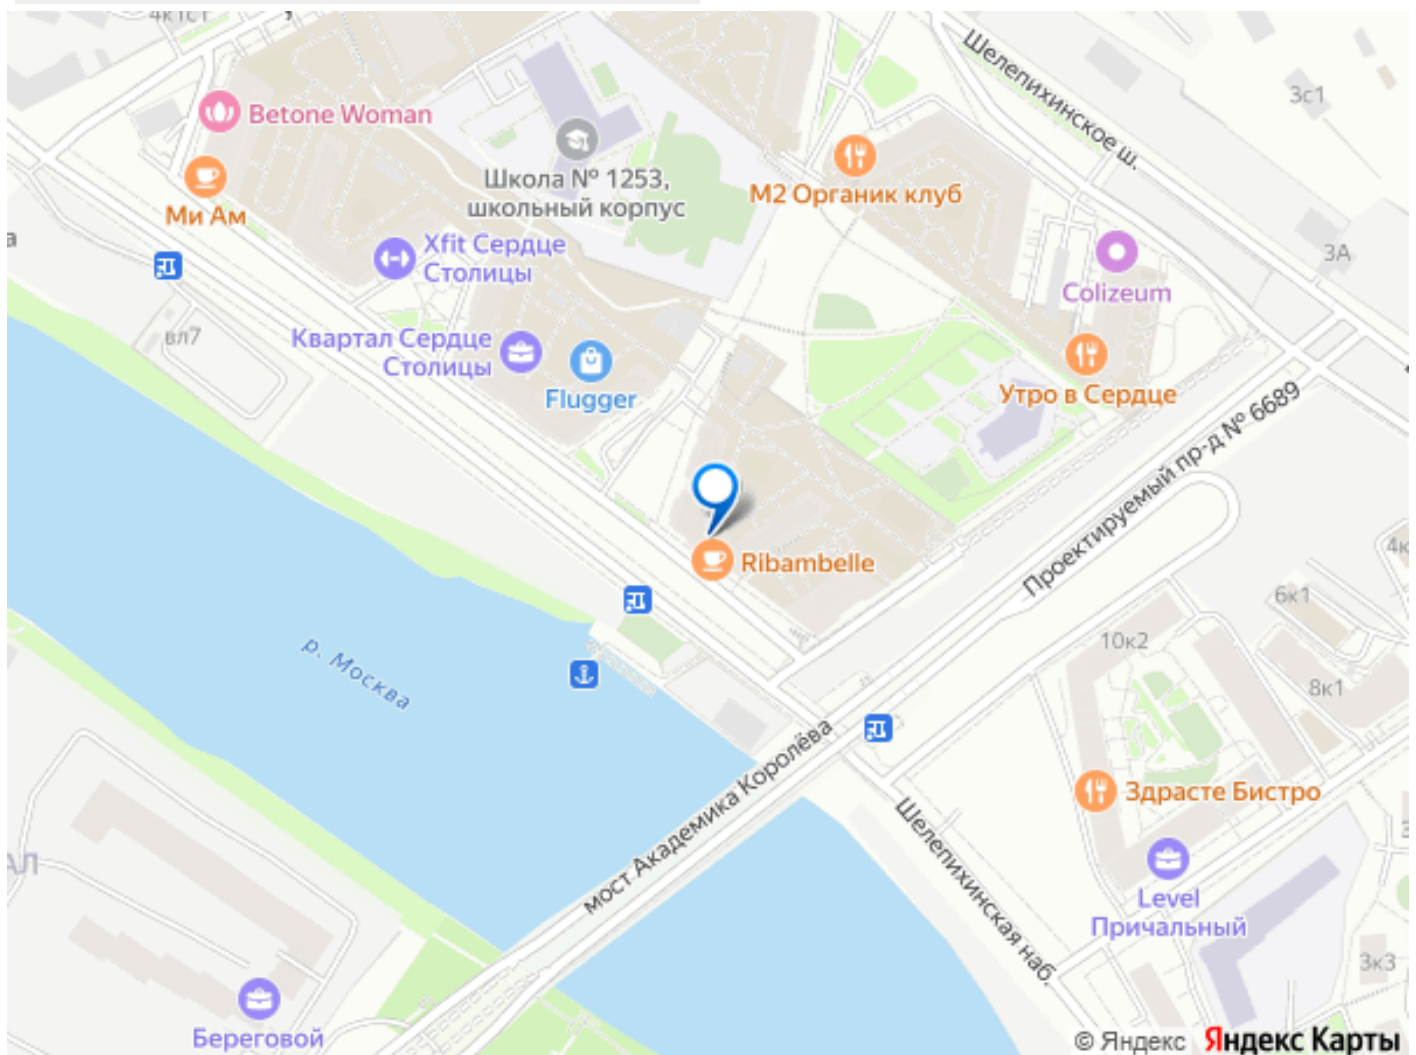 4к1с1
Шелепихинское ш.
3с1
Betone Woman
Школа № 1253,
школьный корпус
М2 Органик клуб
Ми Ам
Xfit Сердце
Столицы
3А
Colizeum
вл7
Квартал Сердце
Столицы
Flugger
Утро в Сердце
Проектируемый пр-д № 6689
Ribambelle
6к1
10к2
8к1
р. Москва
мост Академика Королёва
Здрасте Бистро
Шелепихинская наб.
Level
Причальный
3к3
Береговой
© Яндекс Яндекс Карты